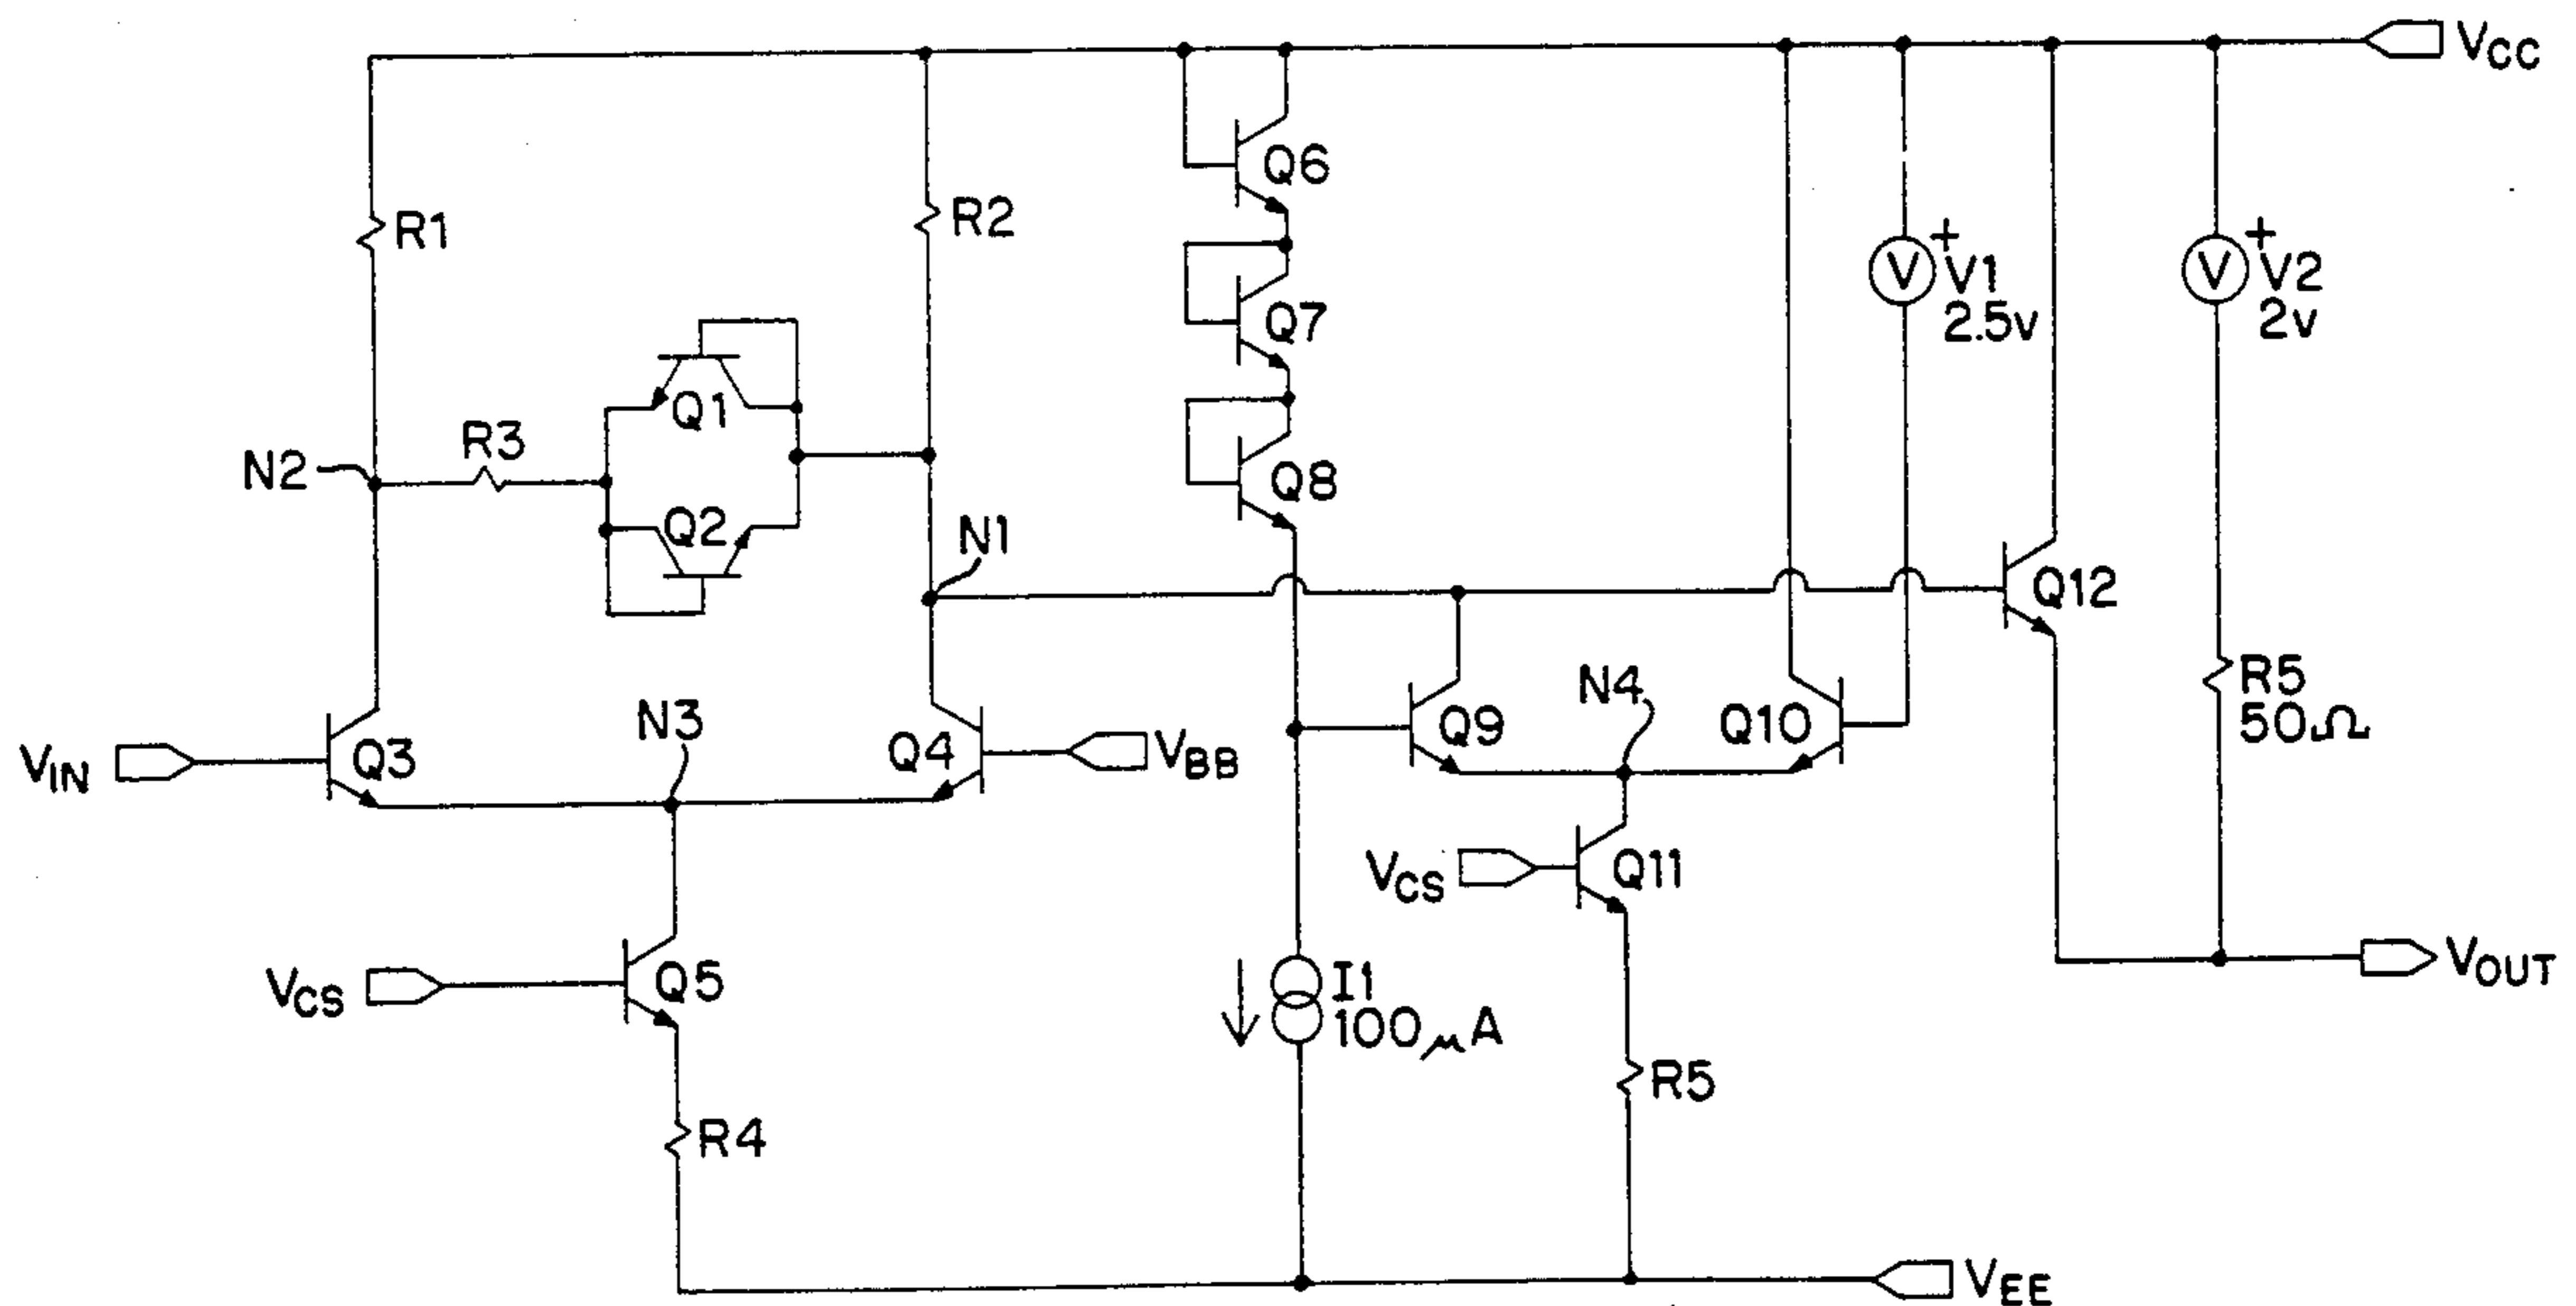 VCC
R1
R2
Q6
V1
2.5v
V2
2v
Q7
Q1
R3
N2
Q8
Q2
N1
Q12
N4
R5
50Ω
N3
VIN
Q3
Q4
VBB
Q9
Q10
VCS
Q11
VCS
Q5
I1
100μA
VOUT
R5
R4
VEE
V
+
V
+